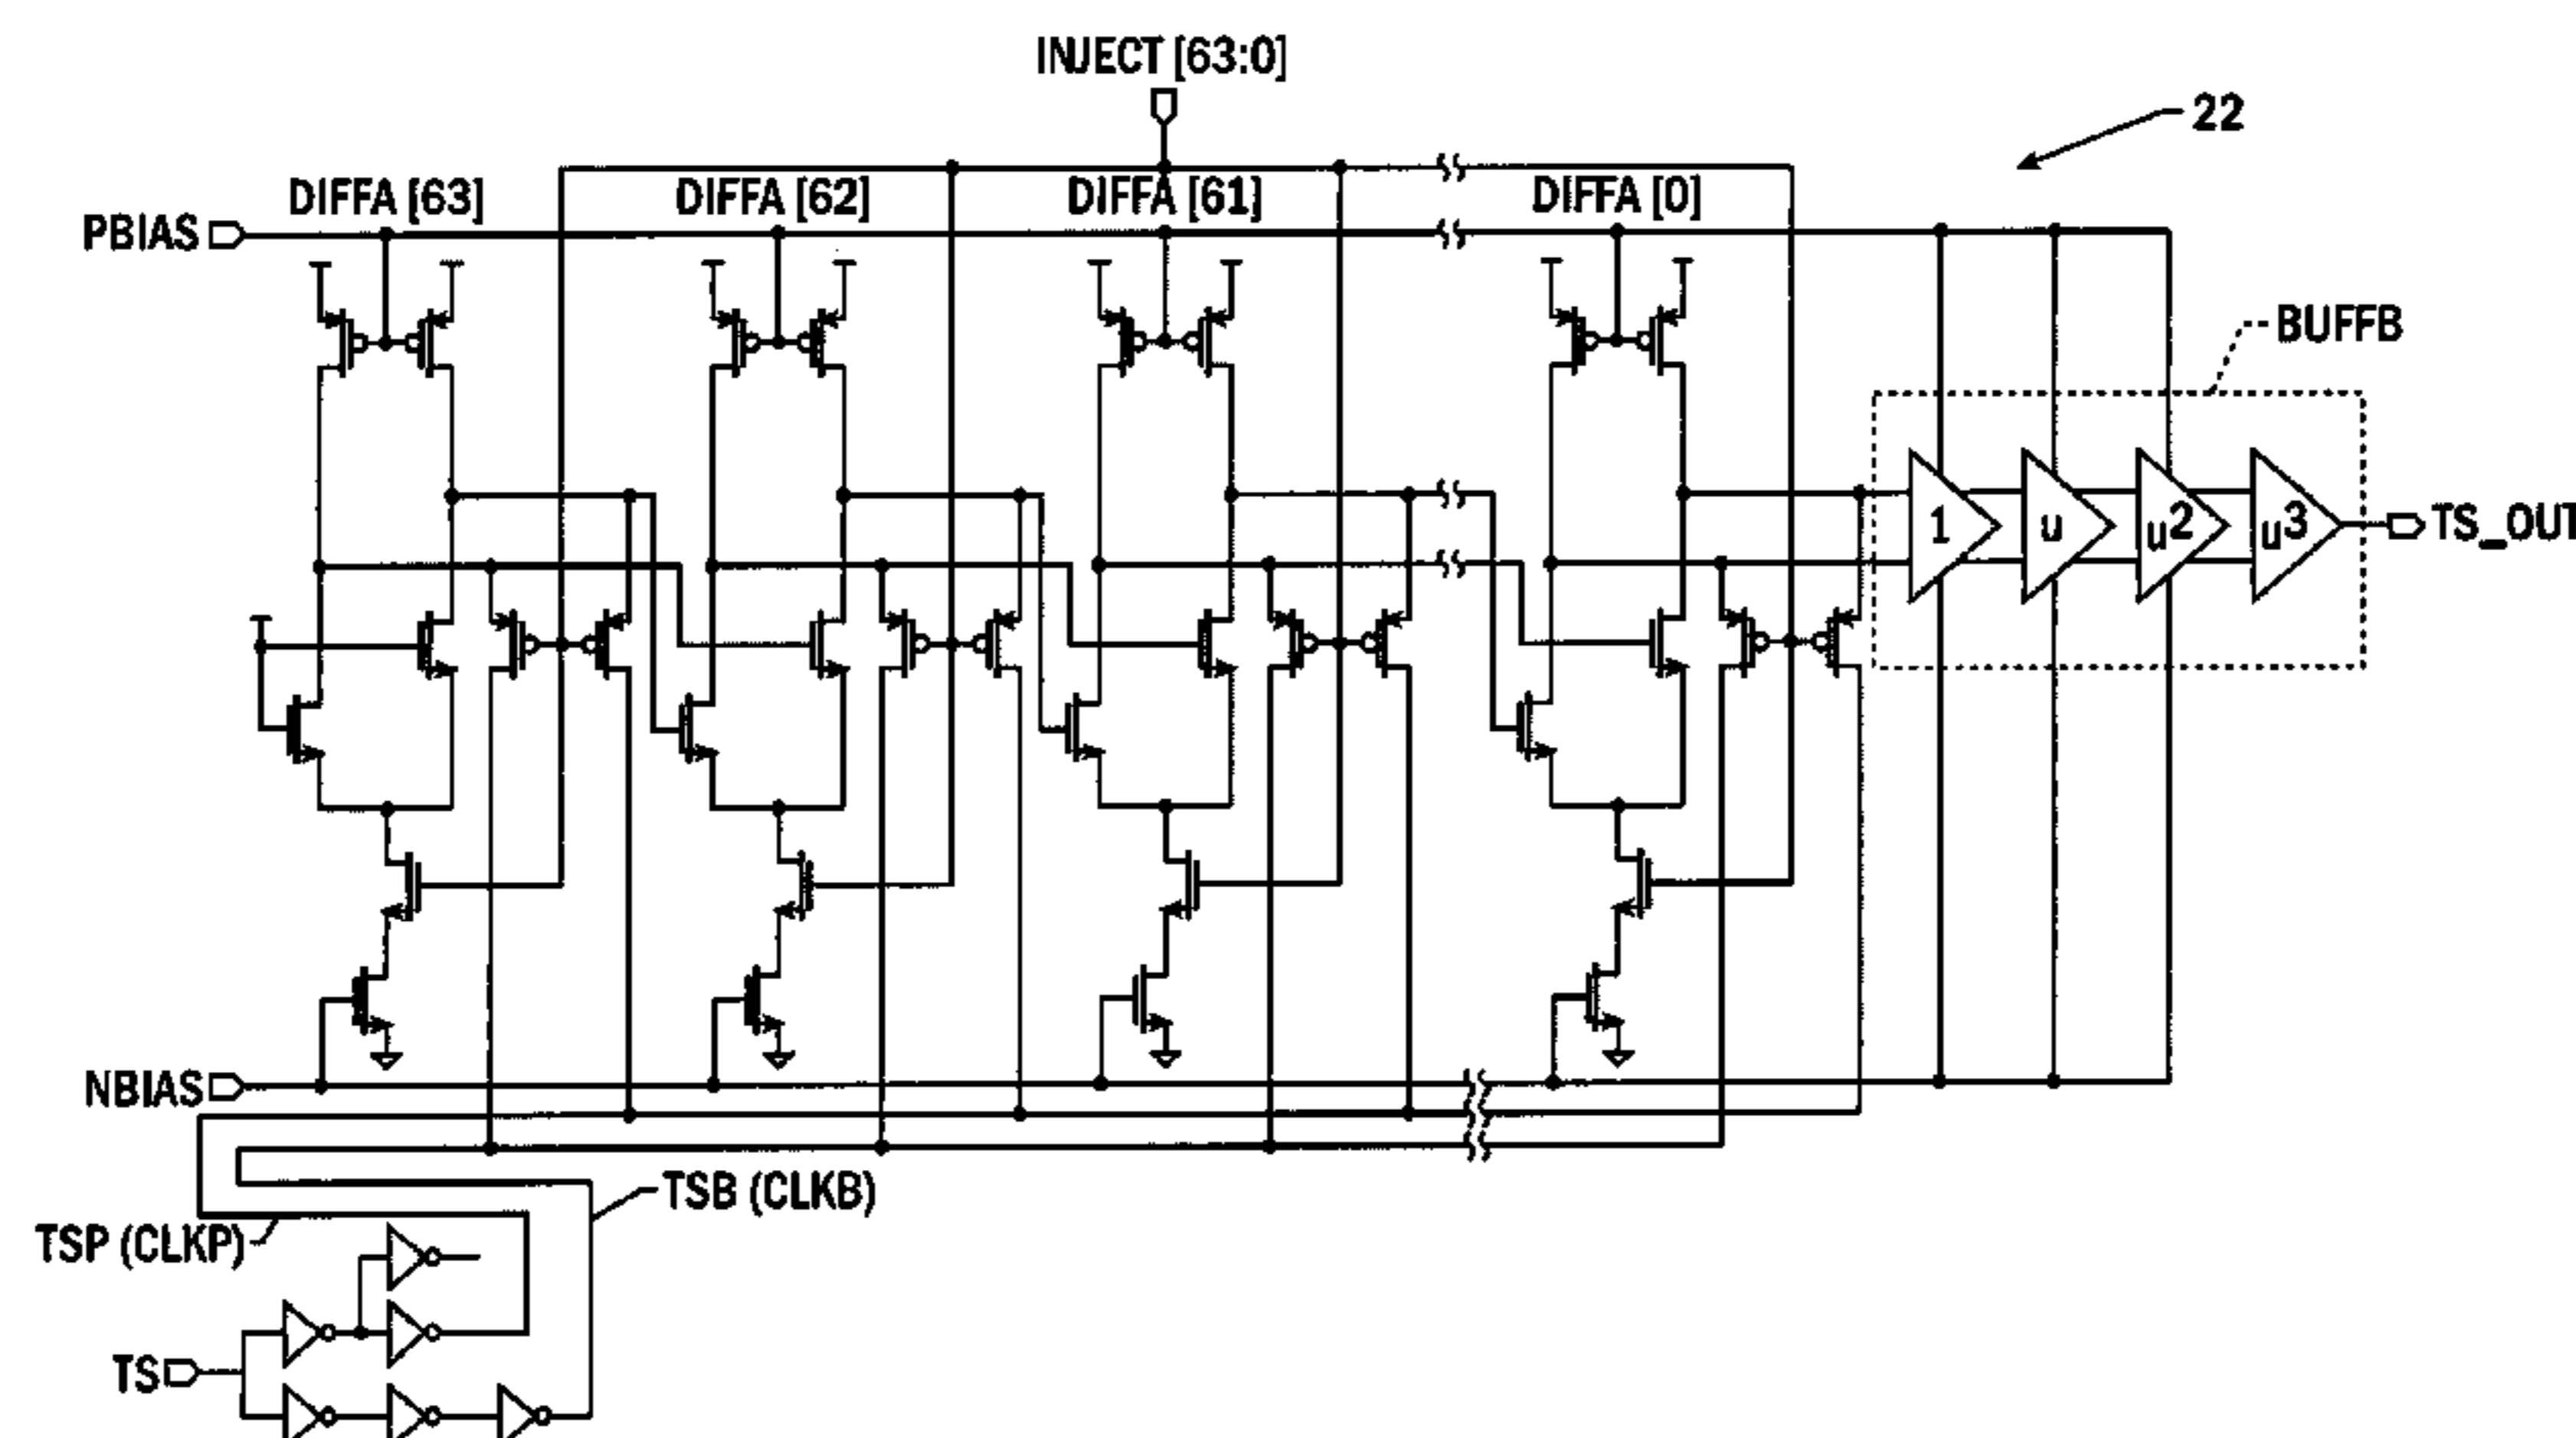 INJECT [63:0]
22
DIFFA [63]
DIFFA [62]
DIFFA [61]
DIFFA [0]
PBIAS
BUFFB
1
u
u2
u3
TS_OUT
NBIAS
TSB (CLKB)
TSP (CLKP)
TS